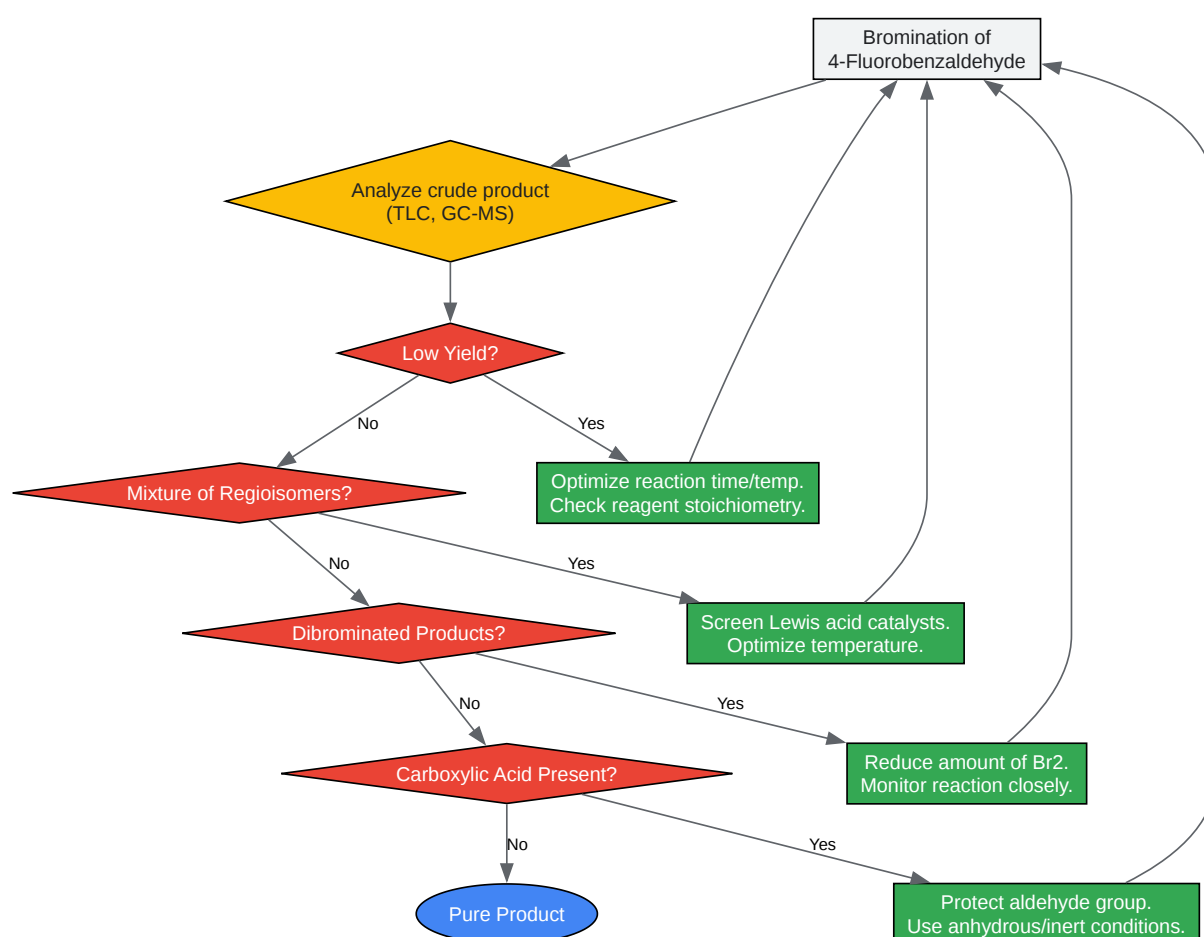 Bromination of
4-Fluorobenzaldehyde
Analyze crude product
(TLC, GC-MS)
Low Yield?
No
Yes
Mixture of Regioisomers?
Optimize reaction time/temp.
Check reagent stoichiometry.
No
Yes
Dibrominated Products?
Screen Lewis acid catalysts.
Optimize temperature.
No
Yes
Carboxylic Acid Present?
Reduce amount of Br2.
Monitor reaction closely.
No
Yes
Pure Product
Protect aldehyde group.
Use anhydrous/inert conditions.